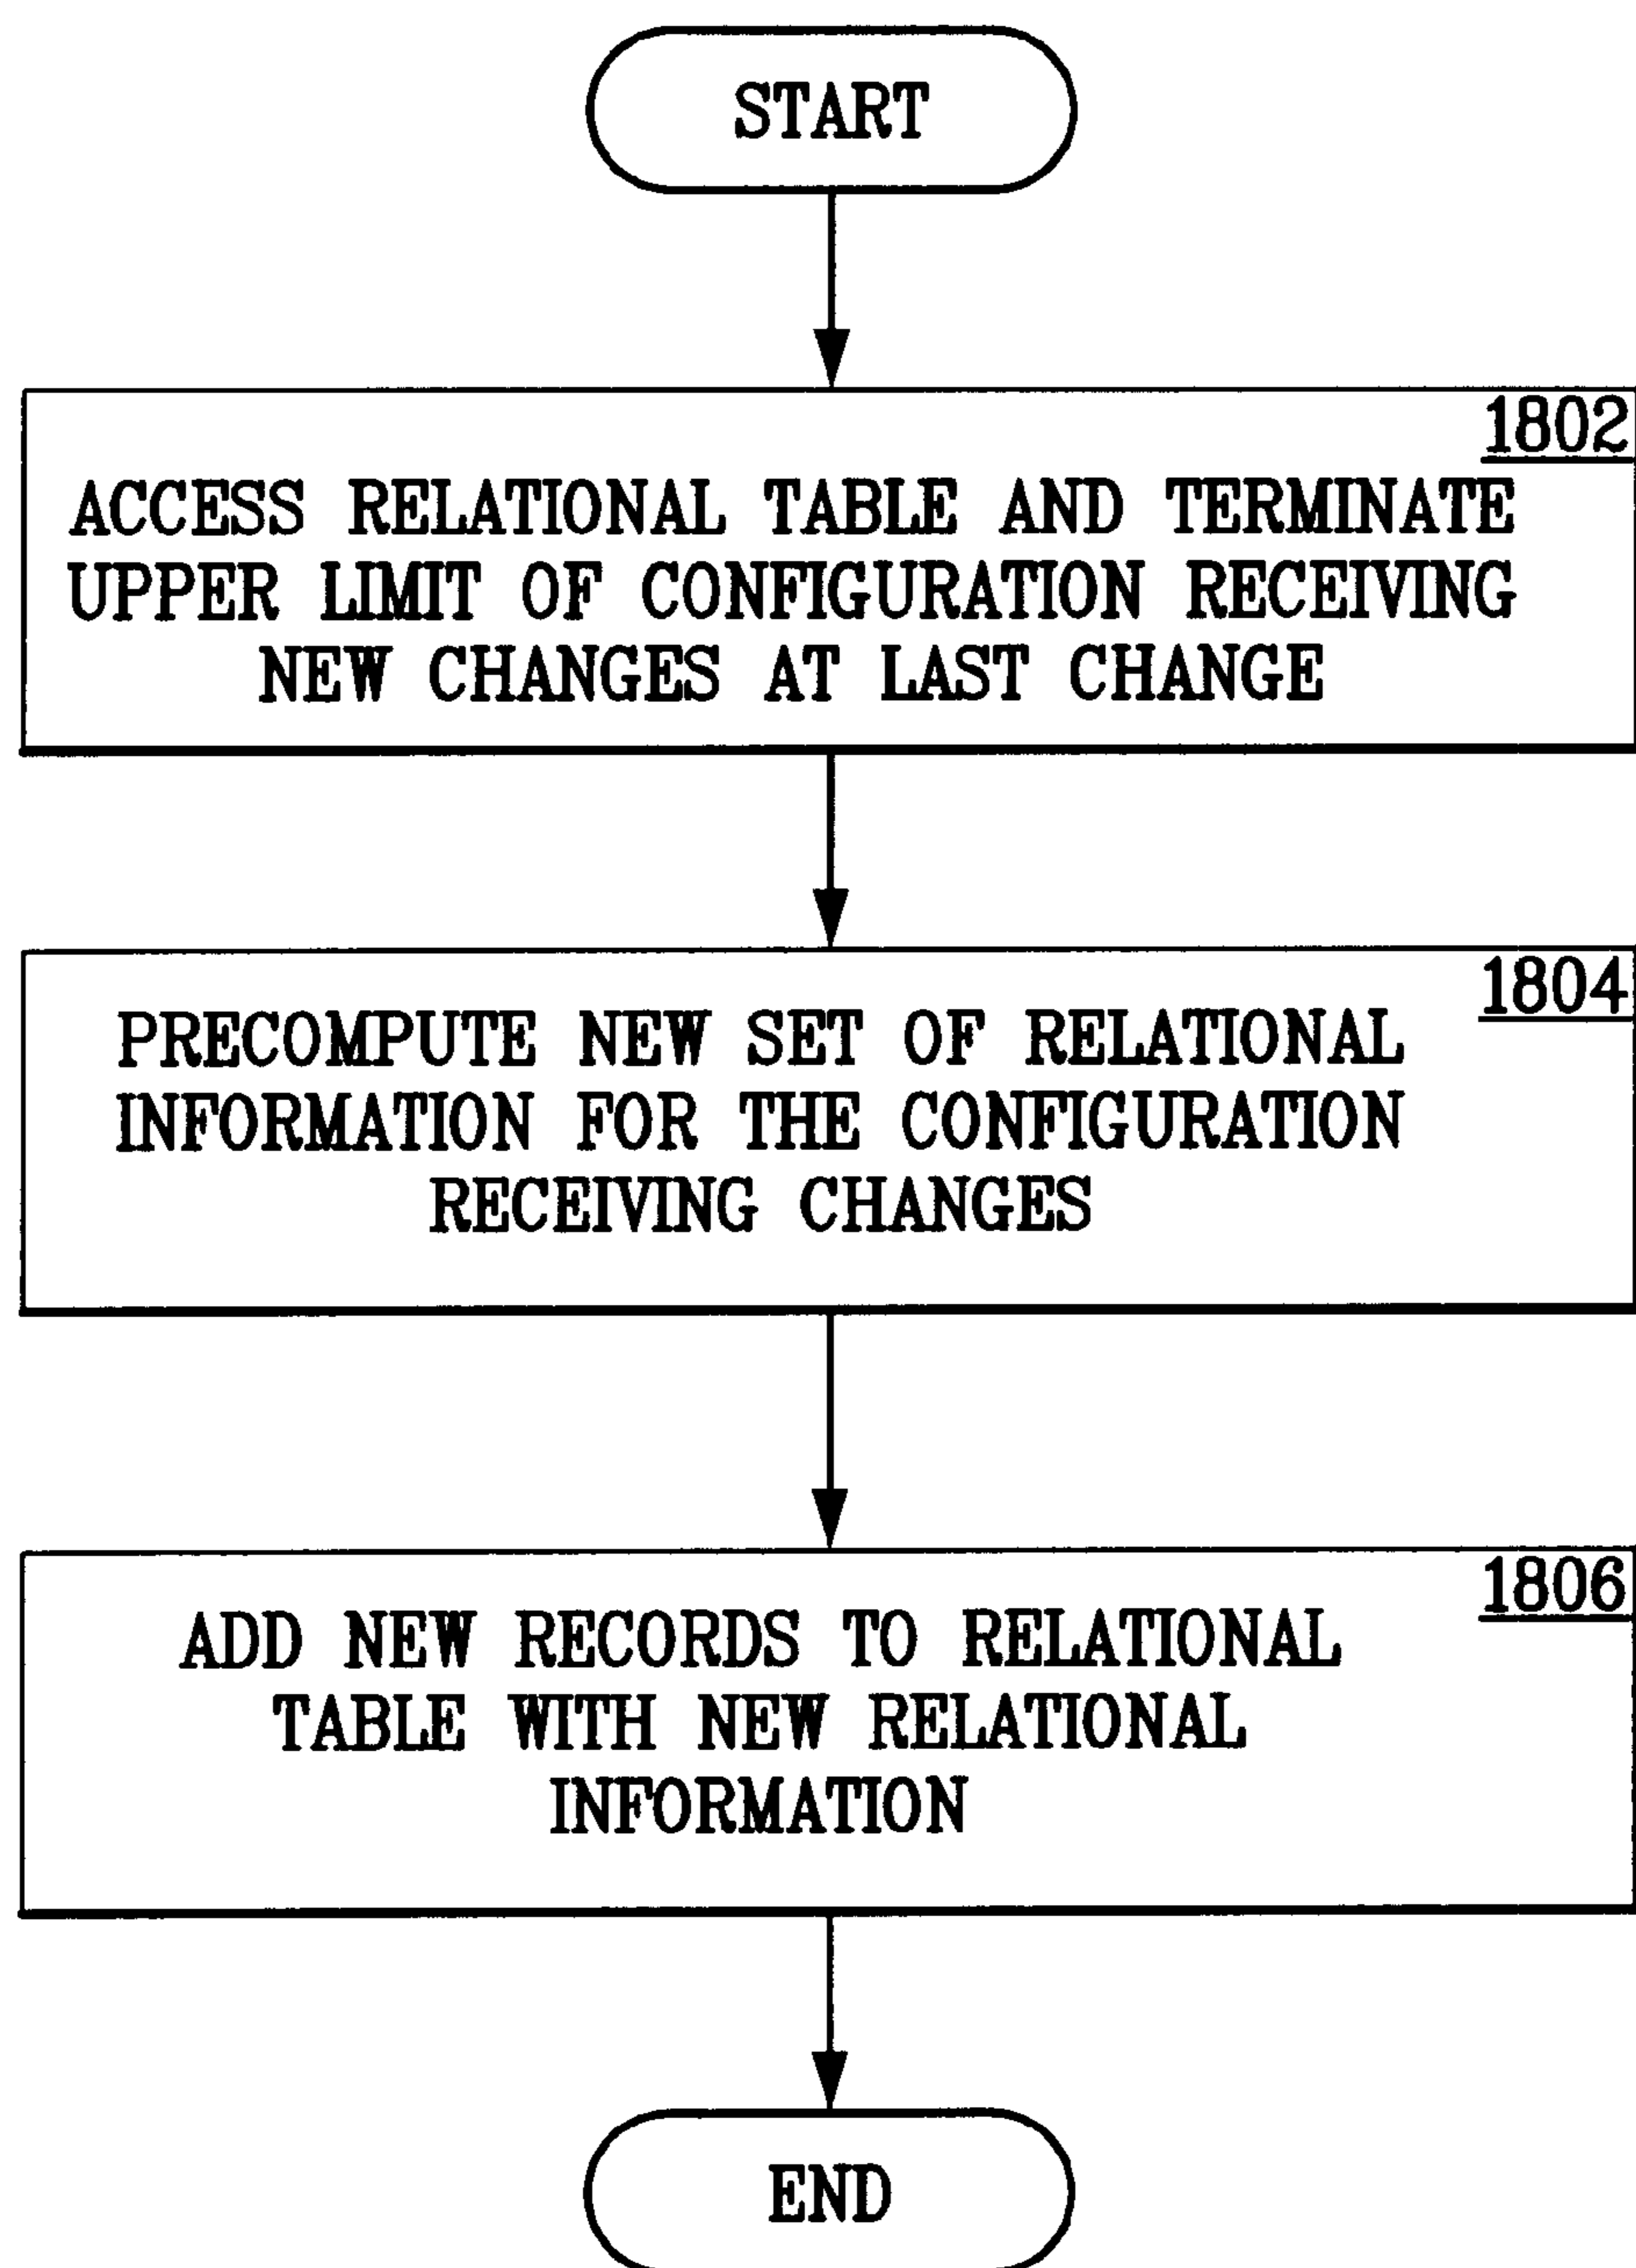 START
1802
ACCESS RELATIONAL TABLE AND TERMINATE
UPPER LIMIT OF CONFIGURATION RECEIVING
NEW CHANGES AT LAST CHANGE
1804
PRECOMPUTE NEW SET OF RELATIONAL
INFORMATION FOR THE CONFIGURATION
RECEIVING CHANGES
1806
ADD NEW RECORDS TO RELATIONAL
TABLE WITH NEW RELATIONAL
INFORMATION
END